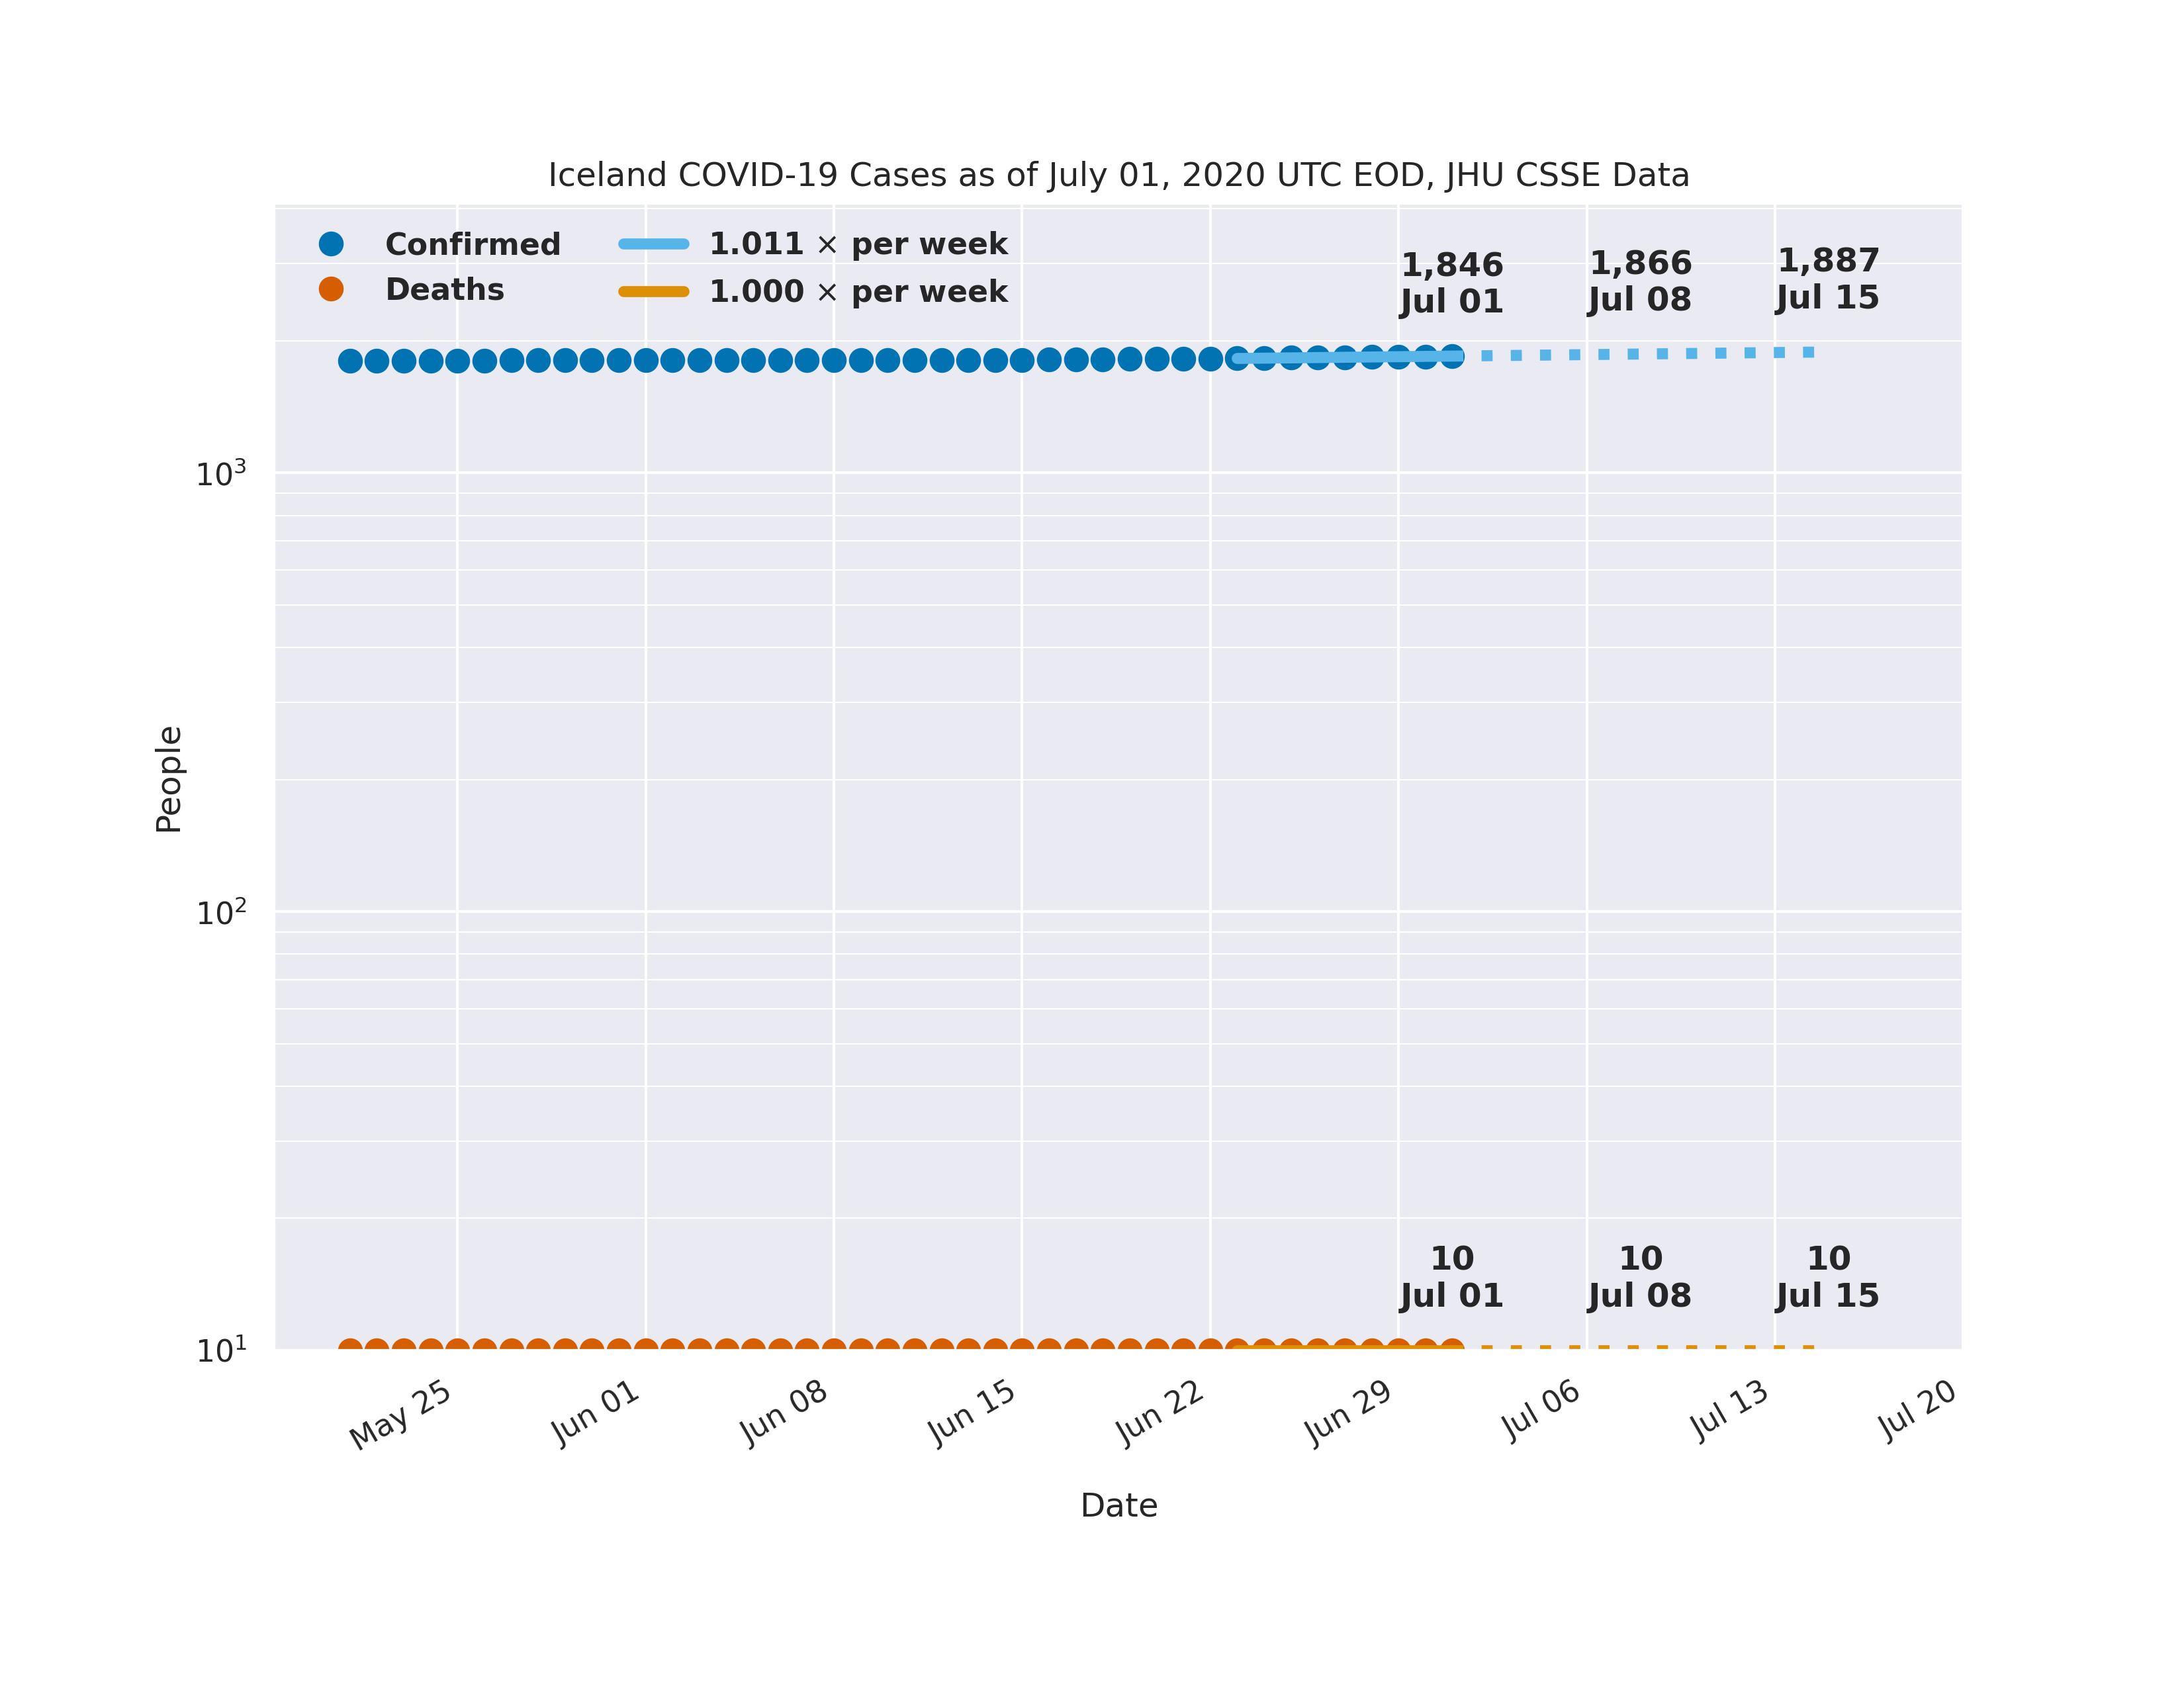 Iceland COVID-19 Cases as of July 01, 2020 UTC EOD, JHU CSSE Data
Confirmed
Deaths
1.011 × per week
1.000 × per week
1,846
Jul 01
1,866
Jul 08
1,887
Jul 15
10³
10²
10¹
People
10
Jul 01
10
Jul 08
10
Jul 15
May 25
Jun 01
Jun 08
Jun 15
Jun 22
Jun 29
Jul 06
Jul 13
Jul 20
Date